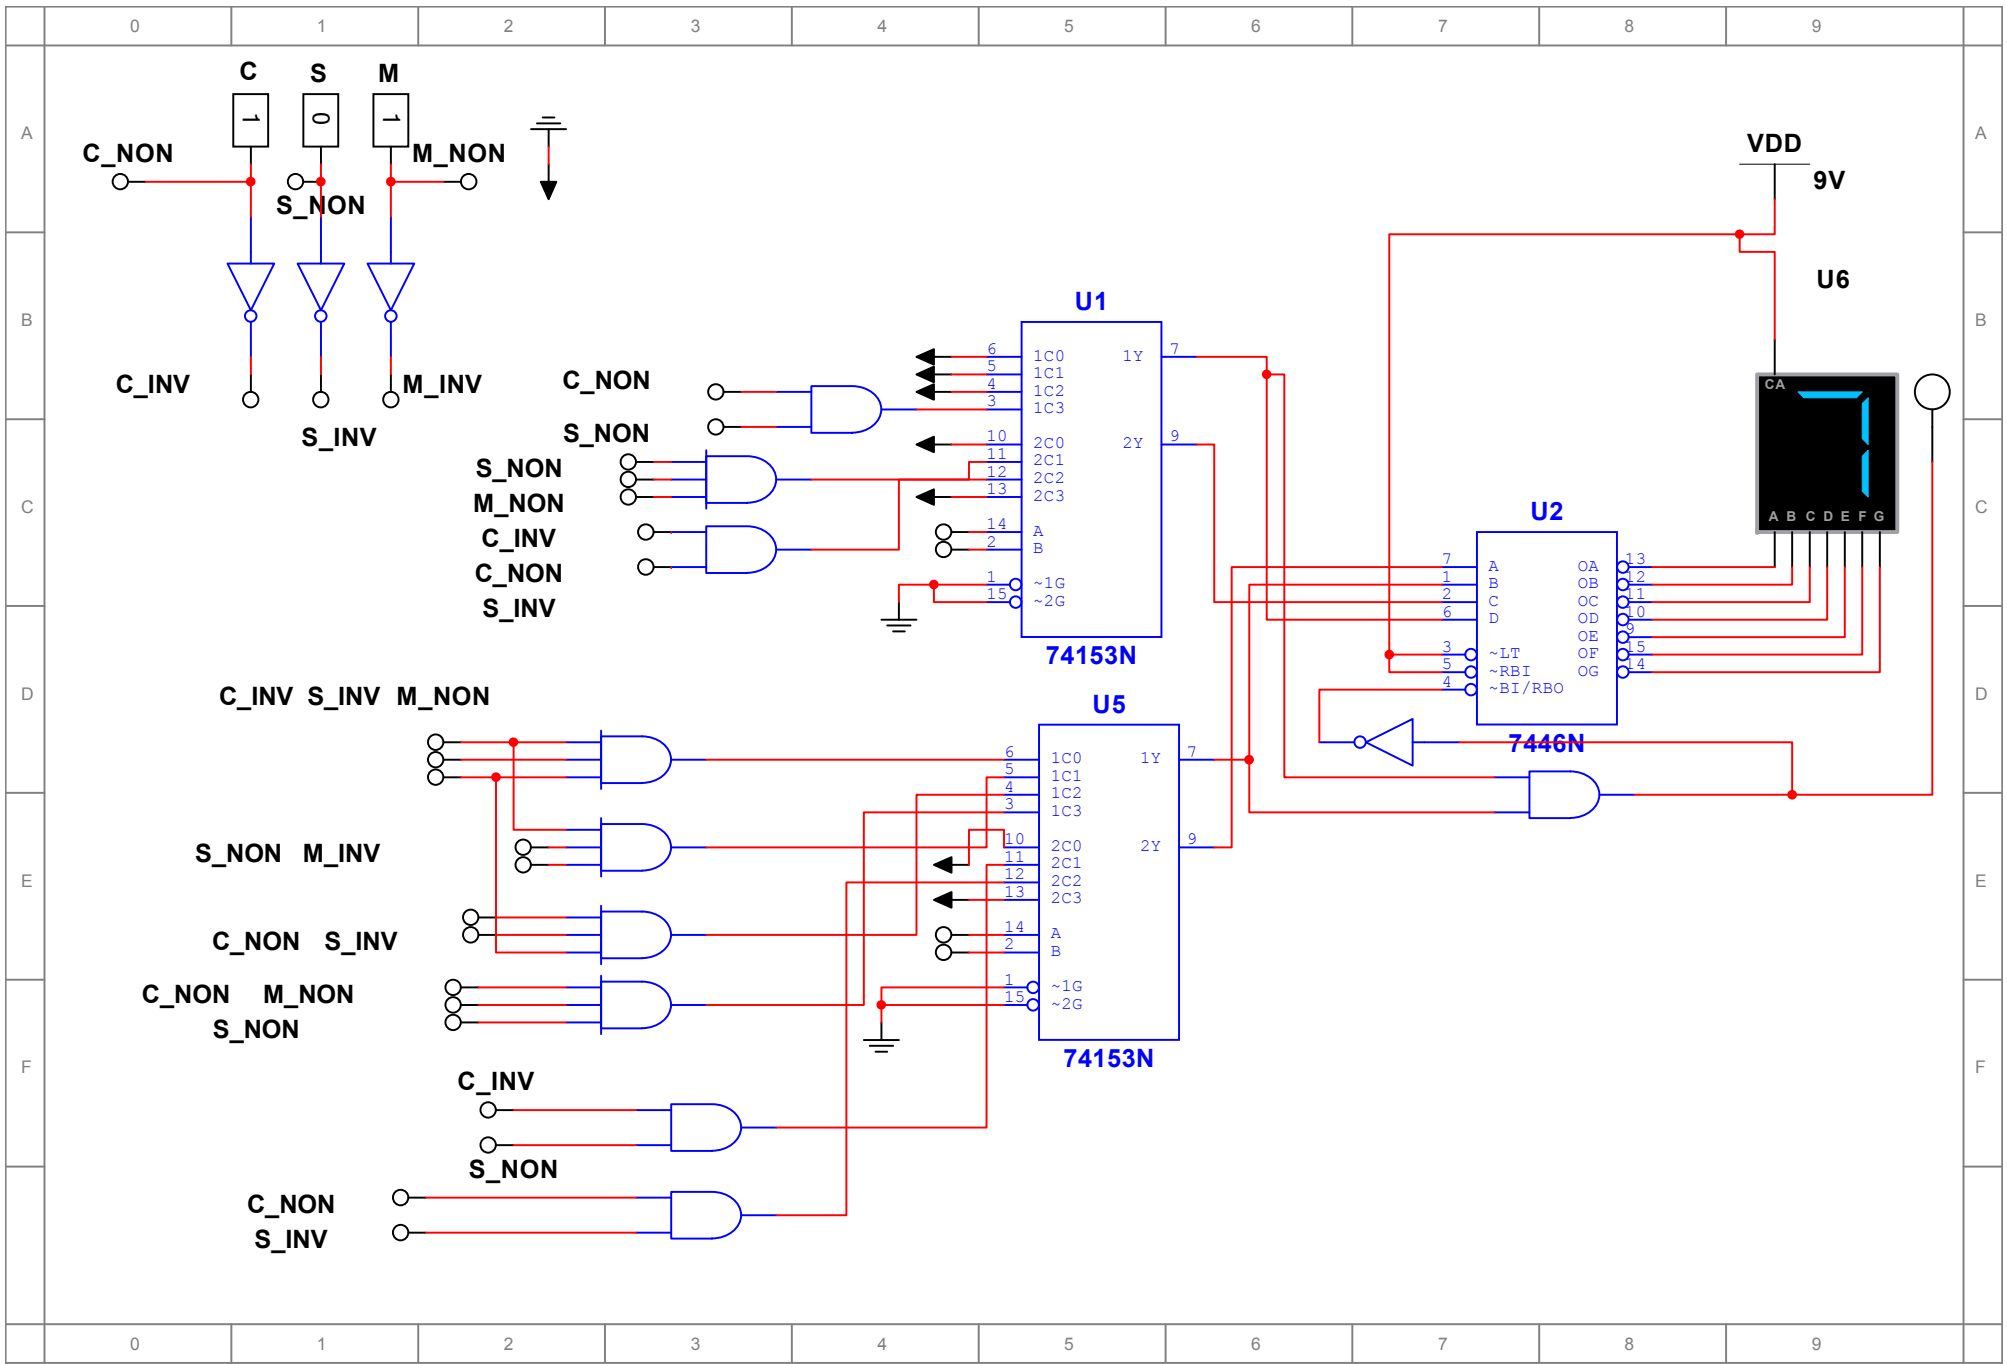 0 1 2 3 4 5 6 7 8 9
C S M
1 0 1
A A
C_NON M_NON
S_NON
VDD
9V
U6
B B
C_INV M_INV
S_INV
U1
6 1C0 1Y 7
5 1C1
4 1C2
3 1C3
10 2C0 2Y 9
11 2C1
12 2C2
13 2C3
14 A
2 B
1 ~1G
15 ~2G
74153N
C_NON
S_NON
S_NON
M_NON
C_INV
C_NON
S_INV
C C
CA
A B C D E F G
U2
7 A OA 13
1 B OB 12
2 C OC 11
6 D OD 10
OE 9
3 ~LT OF 15
5 ~RBI OG 14
4 ~BI/RBO
7446N
D D
C_INV S_INV M_NON
U5
6 1C0 1Y 7
5 1C1
4 1C2
3 1C3
10 2C0 2Y 9
11 2C1
12 2C2
13 2C3
14 A
2 B
1 ~1G
15 ~2G
74153N
S_NON M_INV
E E
C_NON S_INV
C_NON M_NON
S_NON
F F
C_INV
S_NON
C_NON
S_INV
0 1 2 3 4 5 6 7 8 9